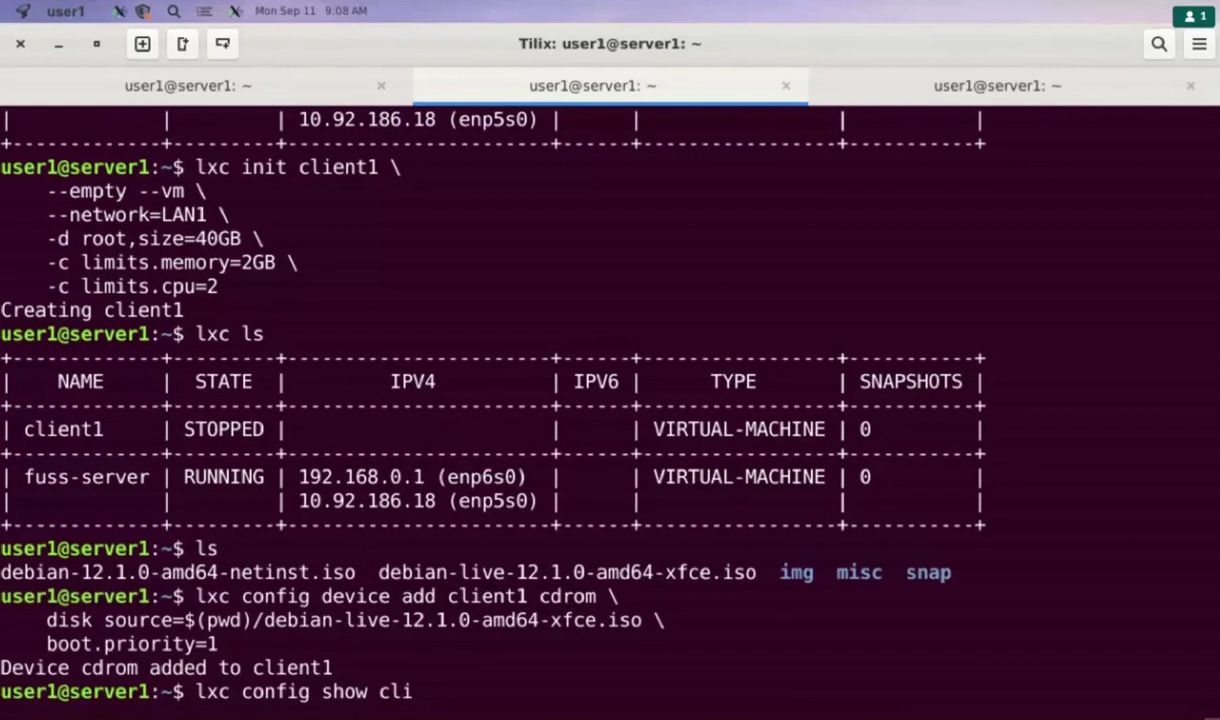 user1 Mon Sep 11 9:08 AM
1
Tilix: user1@server1: ~
user1@server1: ~ × user1@server1: ~ × user1@server1: ~ ×
|             |         | 10.92.186.18 (enp5s0) |      |                 |           |
+-------------+---------+-----------------------+------+-----------------+-----------+
user1@server1:~$ lxc init client1 \
    --empty --vm \
    --network=LAN1 \
    -d root,size=40GB \
    -c limits.memory=2GB \
    -c limits.cpu=2
Creating client1
user1@server1:~$ lxc ls
+-------------+---------+-----------------------+------+-----------------+-----------+
|    NAME     |  STATE  |         IPV4          | IPV6 |      TYPE       | SNAPSHOTS |
+-------------+---------+-----------------------+------+-----------------+-----------+
| client1     | STOPPED |                       |      | VIRTUAL-MACHINE | 0         |
+-------------+---------+-----------------------+------+-----------------+-----------+
| fuss-server | RUNNING | 192.168.0.1 (enp6s0)  |      | VIRTUAL-MACHINE | 0         |
|             |         | 10.92.186.18 (enp5s0) |      |                 |           |
+-------------+---------+-----------------------+------+-----------------+-----------+
user1@server1:~$ ls
debian-12.1.0-amd64-netinst.iso  debian-live-12.1.0-amd64-xfce.iso  img  misc  snap
user1@server1:~$ lxc config device add client1 cdrom \
    disk source=$(pwd)/debian-live-12.1.0-amd64-xfce.iso \
    boot.priority=1
Device cdrom added to client1
user1@server1:~$ lxc config show cli